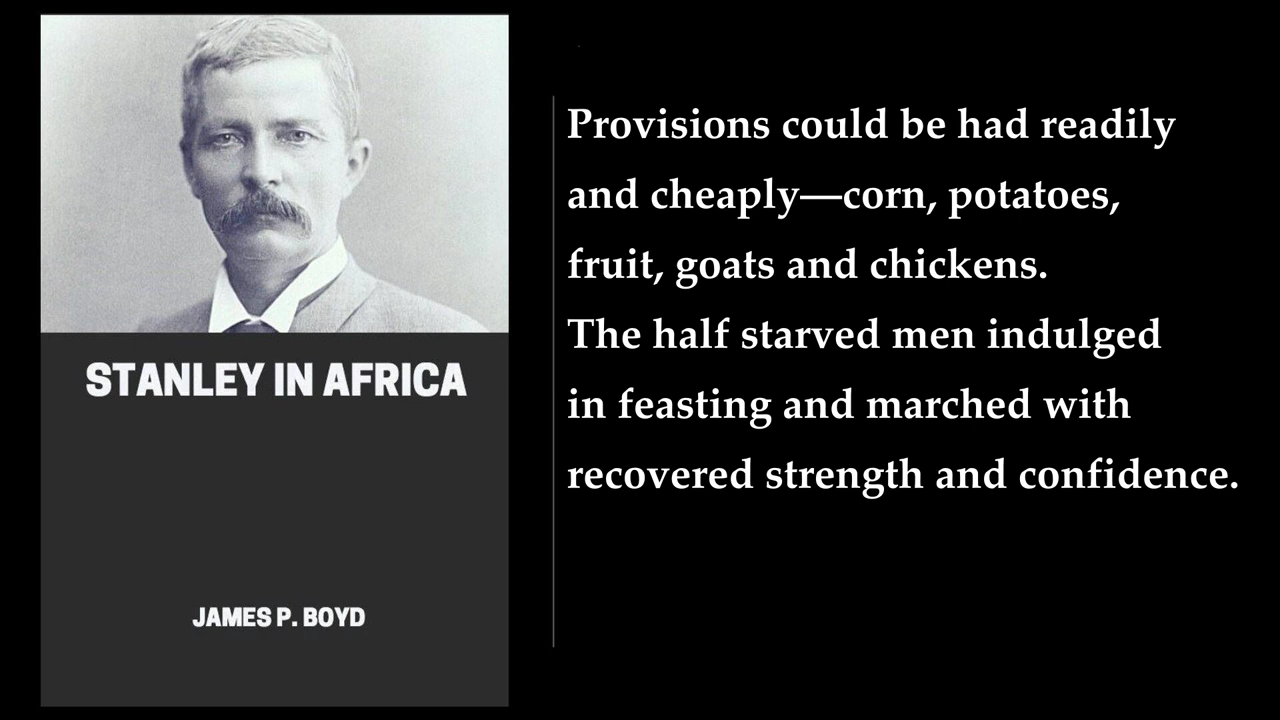 STANLEY IN AFRICA
JAMES P. BOYD
Provisions could be had readily
and cheaply—corn, potatoes,
fruit, goats and chickens.
The half starved men indulged
in feasting and marched with
recovered strength and confidence.